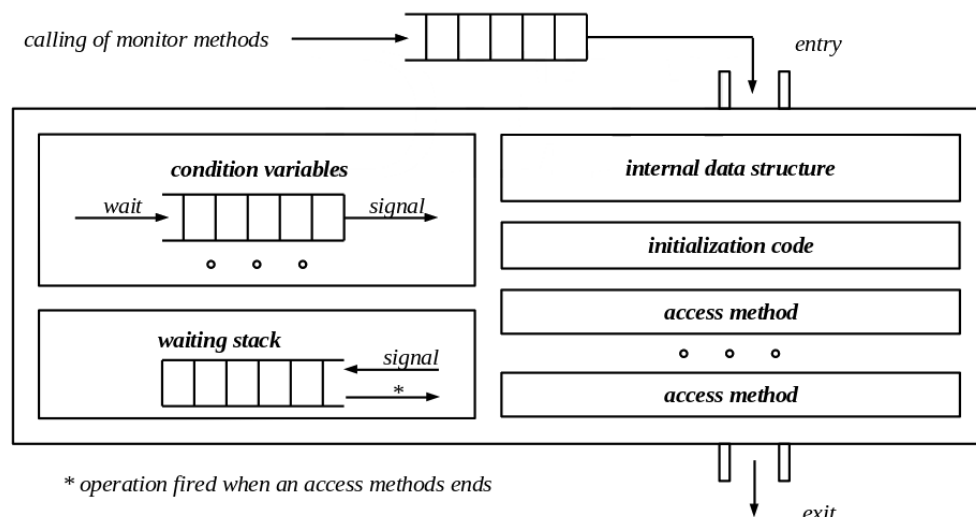 calling of monitor methods
entry
condition variables
wait
signal
internal data structure
initialization code
access method
waiting stack
signal
*
access method
* operation fired when an access methods ends
exit